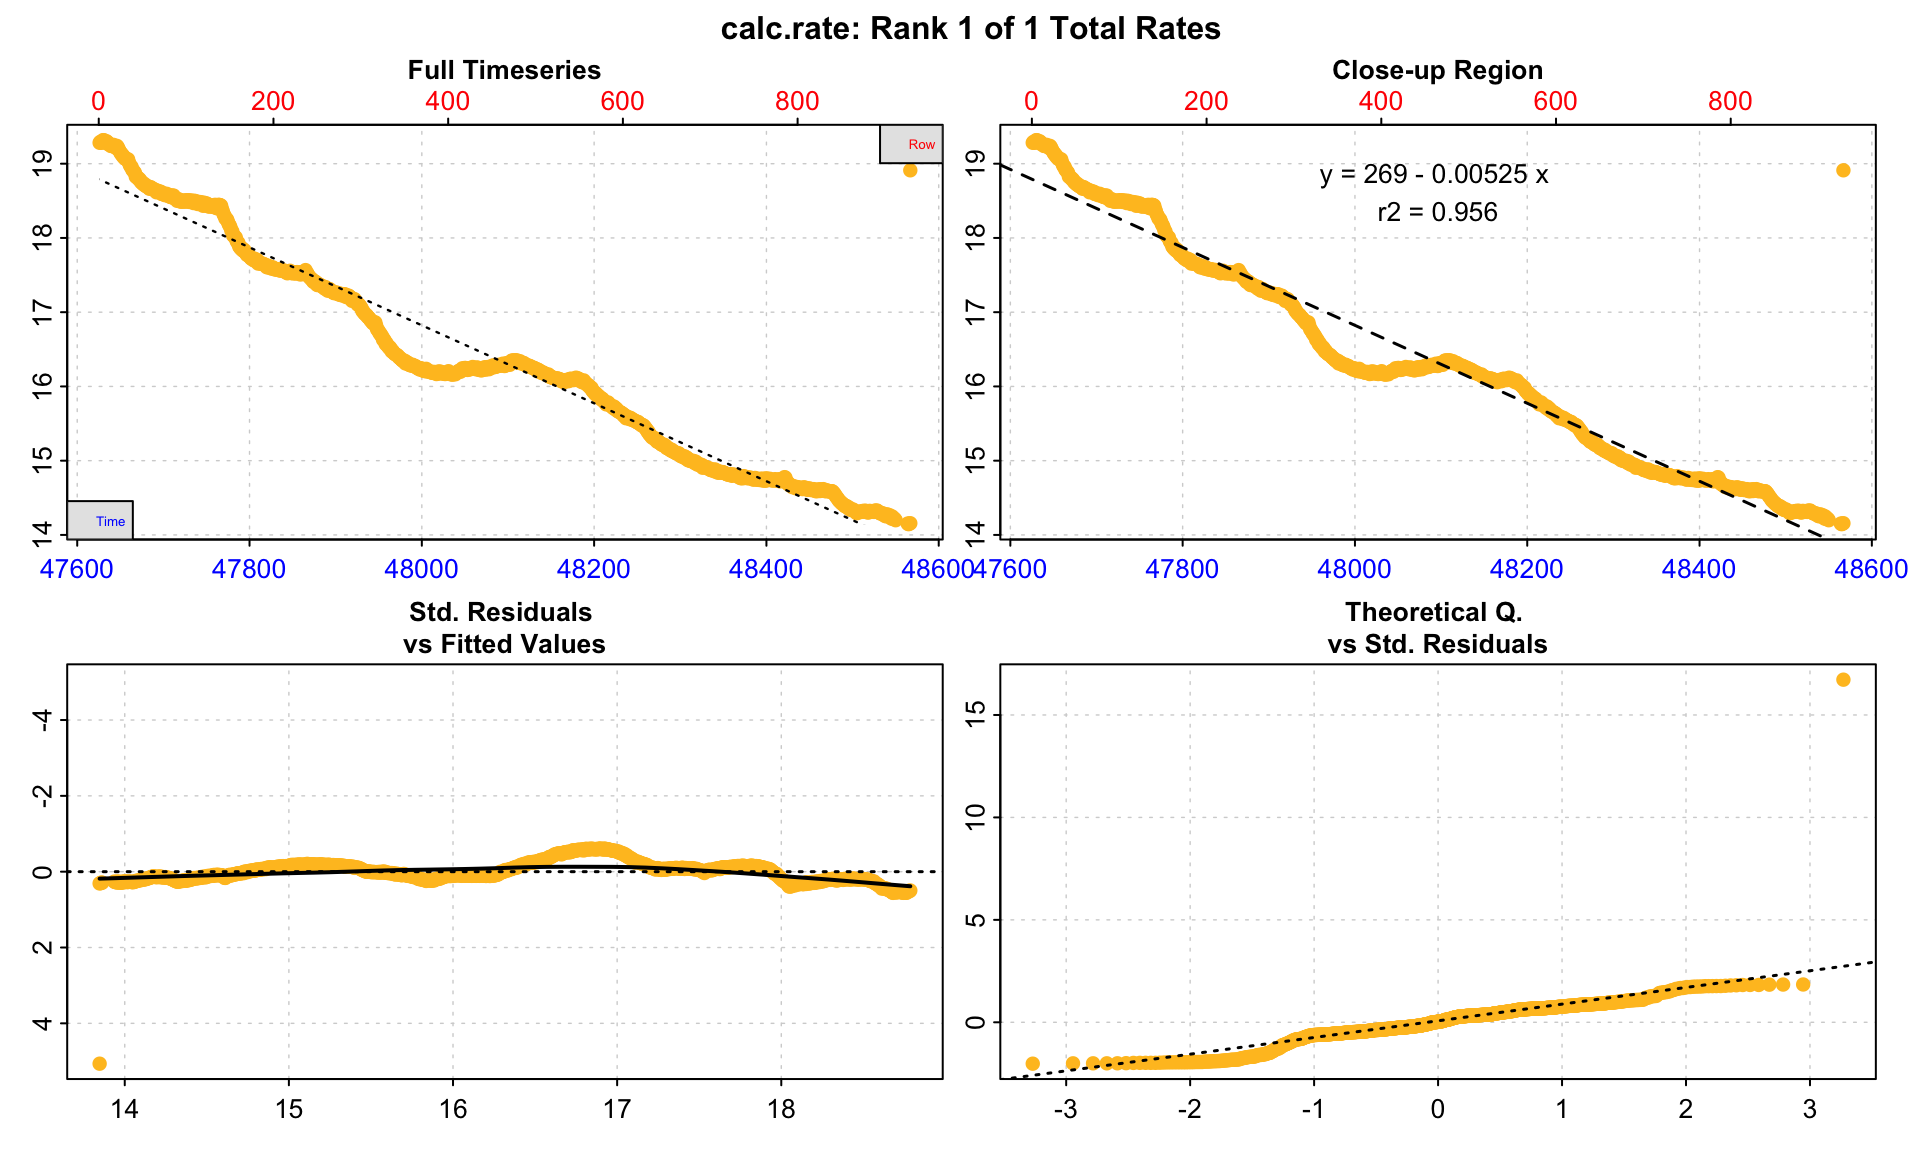 calc.rate: Rank 1 of 1 Total Rates
Full Timeseries
0 200 400 600 800
Row
19
18
17
16
15
14
Time
47600 47800 48000 48200 48400 48600
Close-up Region
0 200 400 600 800
y = 269 - 0.00525 x
r2 = 0.956
19
18
17
16
15
14
47600 47800 48000 48200 48400 48600
Std. Residuals
vs Fitted Values
-4
-2
0
2
4
14 15 16 17 18
Theoretical Q.
vs Std. Residuals
15
10
5
0
-3 -2 -1 0 1 2 3